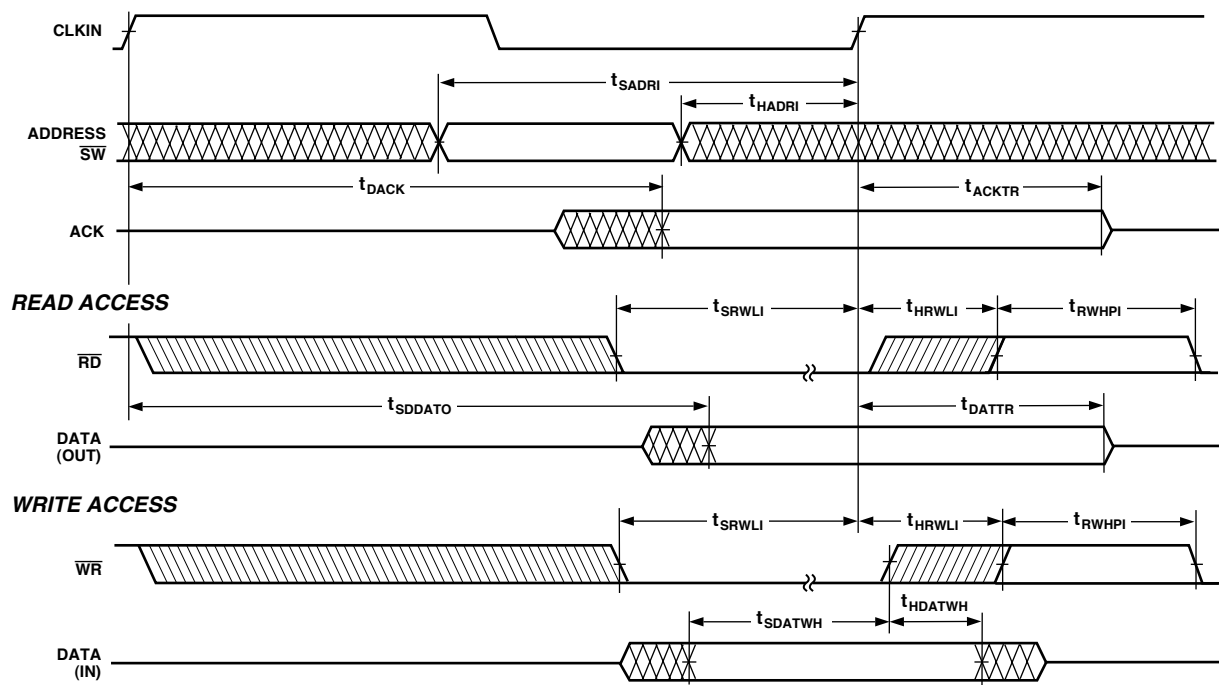 CLKIN
tSADRI
tHADRI
ADDRESS
SW
tDACK
tACKTR
ACK
READ ACCESS
tSRWLI
tHRWLI
tRWHPI
RD
tSDDATO
tDATTR
DATA
(OUT)
WRITE ACCESS
tSRWLI
tHRWLI
tRWHPI
WR
tHDATWH
tSDATWH
DATA
(IN)